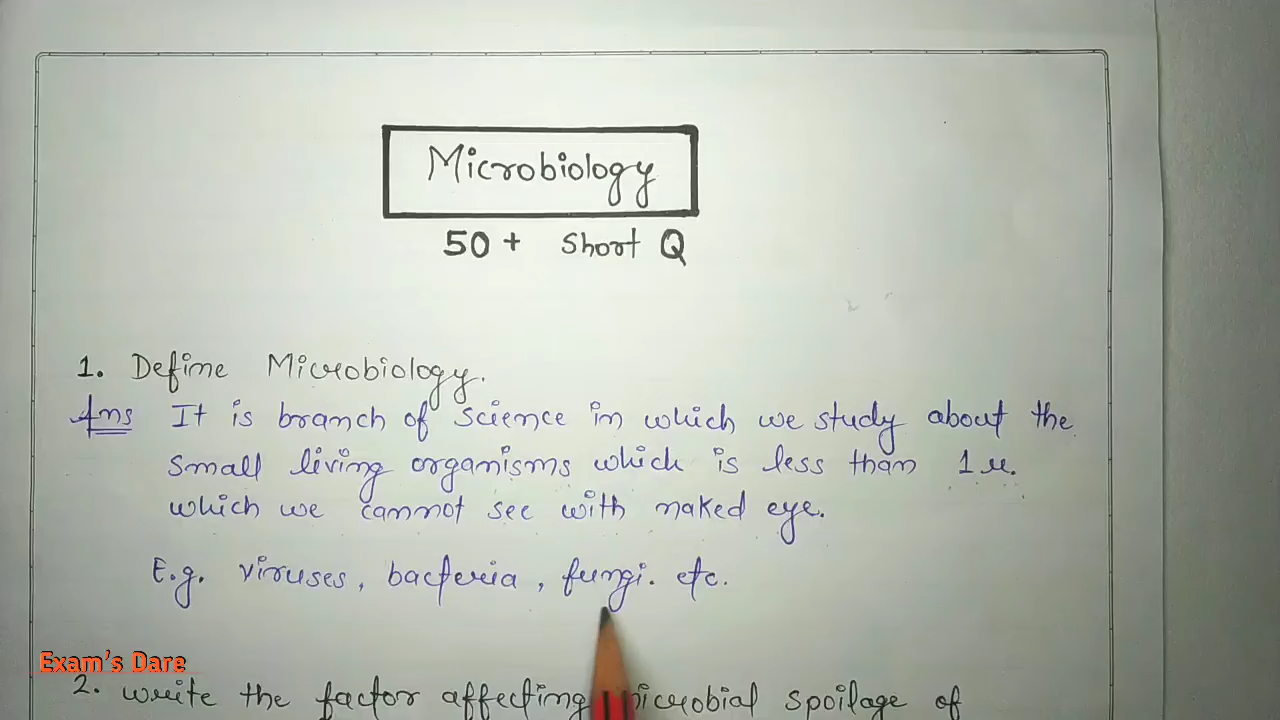 Microbiology
50+ Short Q
1. Define Microbiology.
Ans It is branch of science in which we study about the
small living organisms which is less than 1 u.
which we cannot see with naked eye.
E.g. viruses, bacteria, fungi. etc.
Exam's Dare
2. write the factor affecting microbial spoilage of